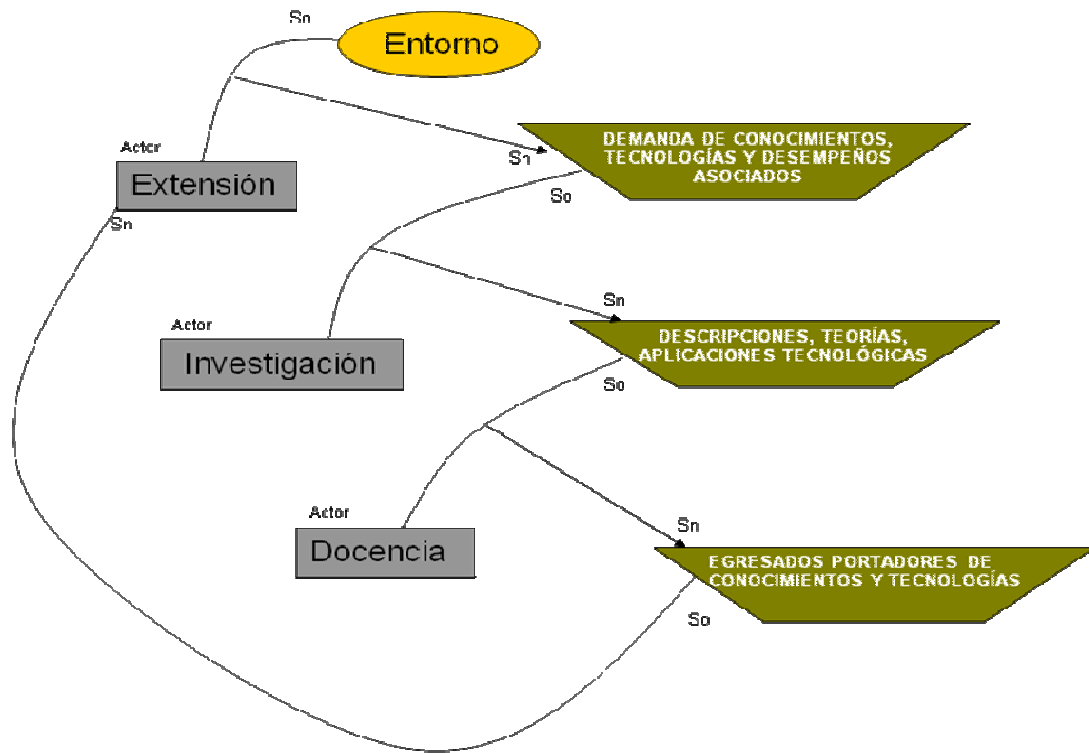 So
Entorno
Actor
Extensión
Sn
DEMANDA DE CONOCIMIENTOS,
TECNOLOGÍAS Y DESEMPEÑOS
ASOCIADOS
Sn
So
Actor
Investigación
Sn
DESCRIPCIONES, TEORÍAS,
APLICACIONES TECNOLÓGICAS
So
Actor
Docencia
Sn
EGRESADOS PORTADORES DE
CONOCIMIENTOS Y TECNOLOGÍAS
So